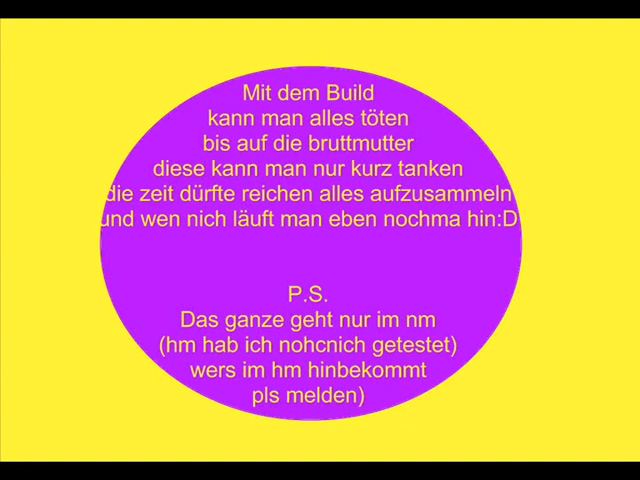 Mit dem Build
kann man alles töten
bis auf die bruttmutter
diese kann man nur kurz tanken
die zeit dürfte reichen alles aufzusammeln
und wen nich läuft man eben nochma hin:D
P.S.
Das ganze geht nur im nm
(hm hab ich nohcnich getestet)
wers im hm hinbekommt
pls melden)